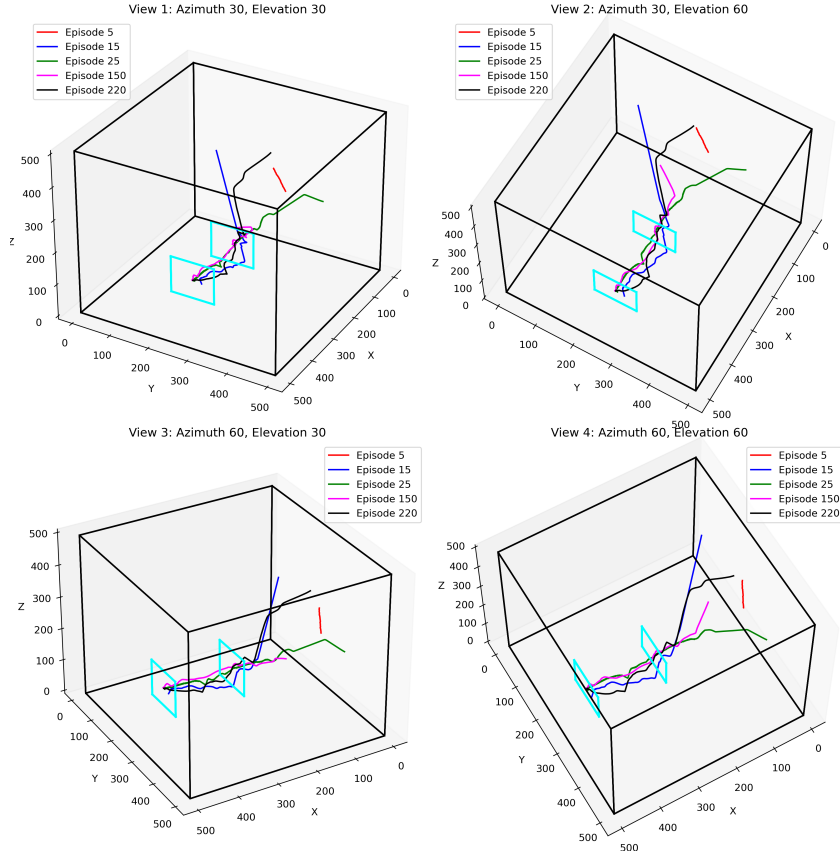 View 1: Azimuth 30, Elevation 30
Episode 5
Episode 15
Episode 25
Episode 150
Episode 220
500
400
300
200
100
0
Z
0
100
200
300
400
500
Y
0
100
200
300
400
500
X
View 2: Azimuth 30, Elevation 60
Episode 5
Episode 15
Episode 25
Episode 150
Episode 220
500
400
300
200
100
0
Z
0
100
200
300
400
500
Y
0
100
200
300
400
500
X
View 3: Azimuth 60, Elevation 30
Episode 5
Episode 15
Episode 25
Episode 150
Episode 220
500
400
300
200
100
0
Z
0
100
200
300
400
500
Y
0
100
200
300
400
500
X
View 4: Azimuth 60, Elevation 60
Episode 5
Episode 15
Episode 25
Episode 150
Episode 220
500
400
300
200
100
0
Z
0
100
200
300
400
500
Y
0
100
200
300
400
500
X